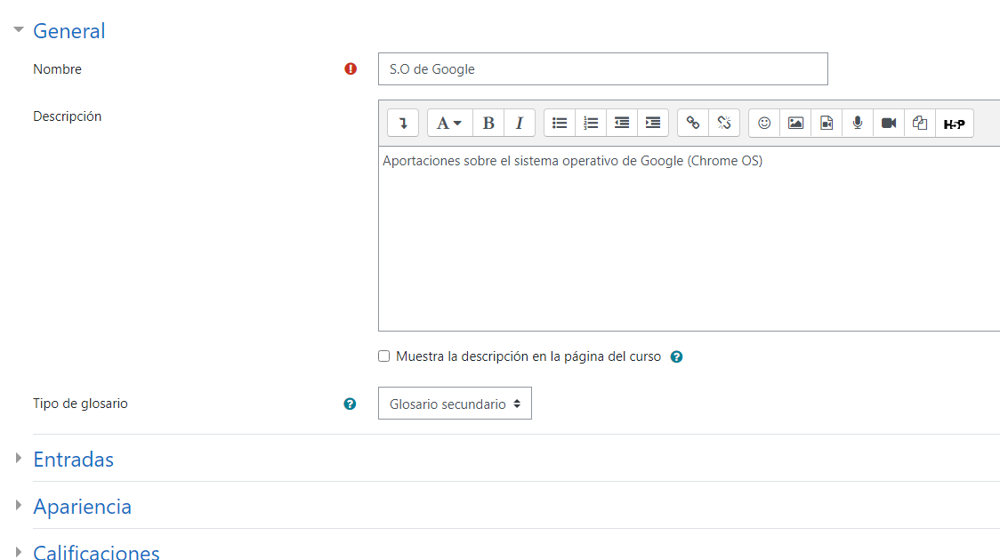 General
Nombre
S.O de Google
Descripción
A B I H5P
Aportaciones sobre el sistema operativo de Google (Chrome OS)
Muestra la descripción en la página del curso
Tipo de glosario
Glosario secundario
Entradas
Apariencia
Calificaciones